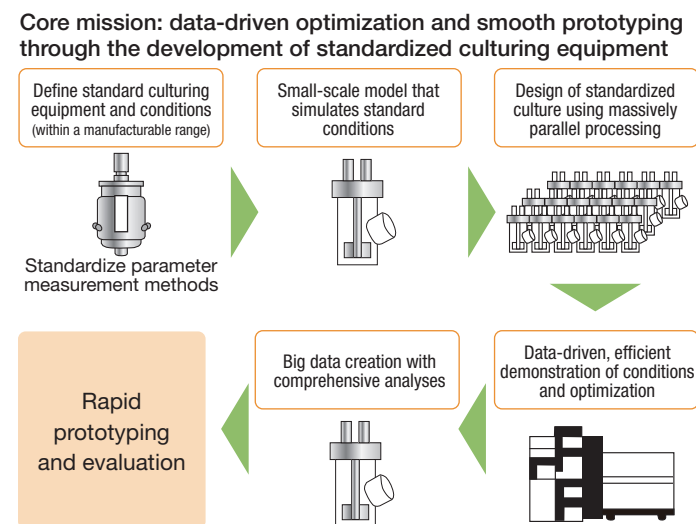 Core mission: data-driven optimization and smooth prototyping
through the development of standardized culturing equipment
Define standard culturing
equipment and conditions
(within a manufacturable range)
Standardize parameter
measurement methods
Small-scale model that
simulates standard
conditions
Design of standardized
culture using massively
parallel processing
Data-driven, efficient
demonstration of conditions
and optimization
Big data creation with
comprehensive analyses
Rapid
prototyping
and evaluation